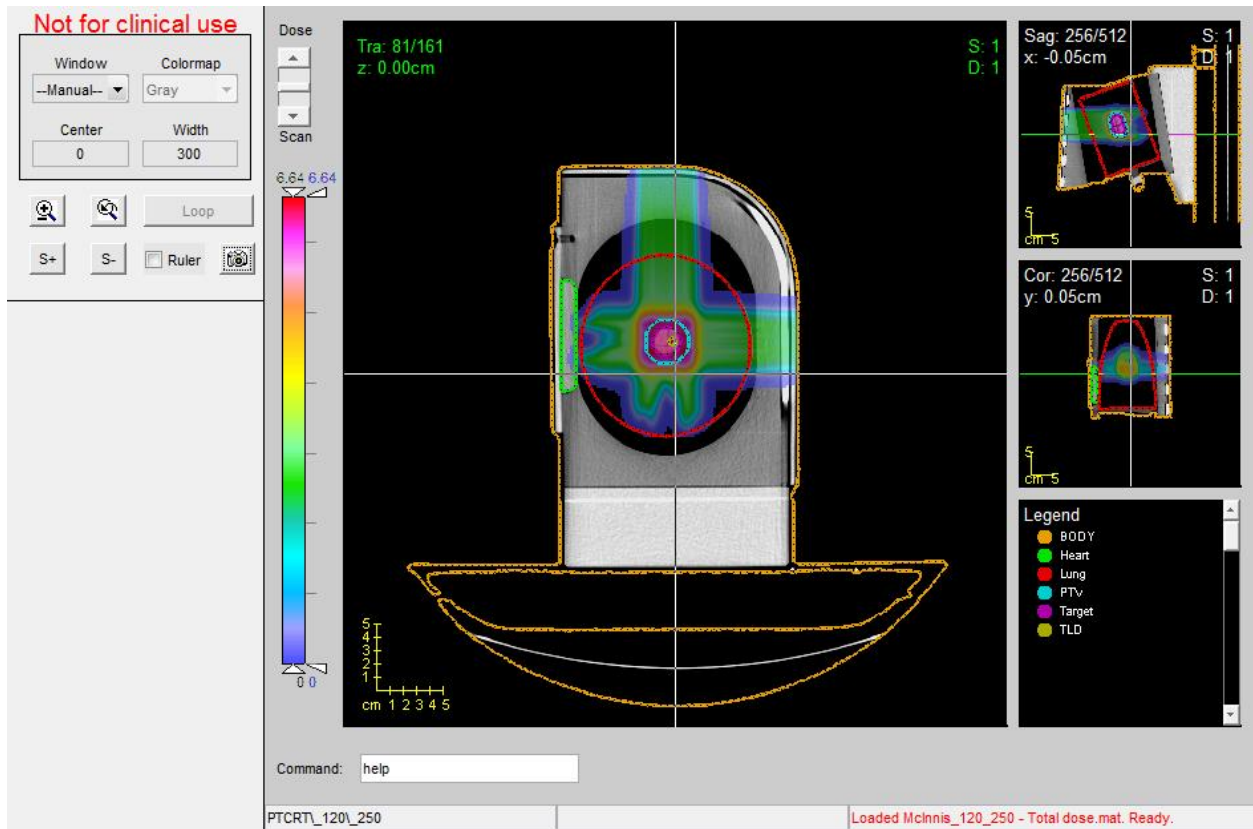 Not for clinical use
Window Colormap
--Manual-- Gray
Center Width
0 300
Loop
S+ S- Ruler
Dose
Scan
6.64 6.64
0 0
Tra: 81/161
z: 0.00cm
S: 1
D: 1
5
4
3
2
1
cm 1 2 3 4 5
Sag: 256/512
x: -0.05cm
S: 1
D: 1
5
cm 5
Cor: 256/512
y: 0.05cm
S: 1
D: 1
5
cm 5
Legend
BODY
Heart
Lung
PTv
Target
TLD
Command: help
PTCRT\_120\_250
Loaded McInnis_120_250 - Total dose.mat. Ready.